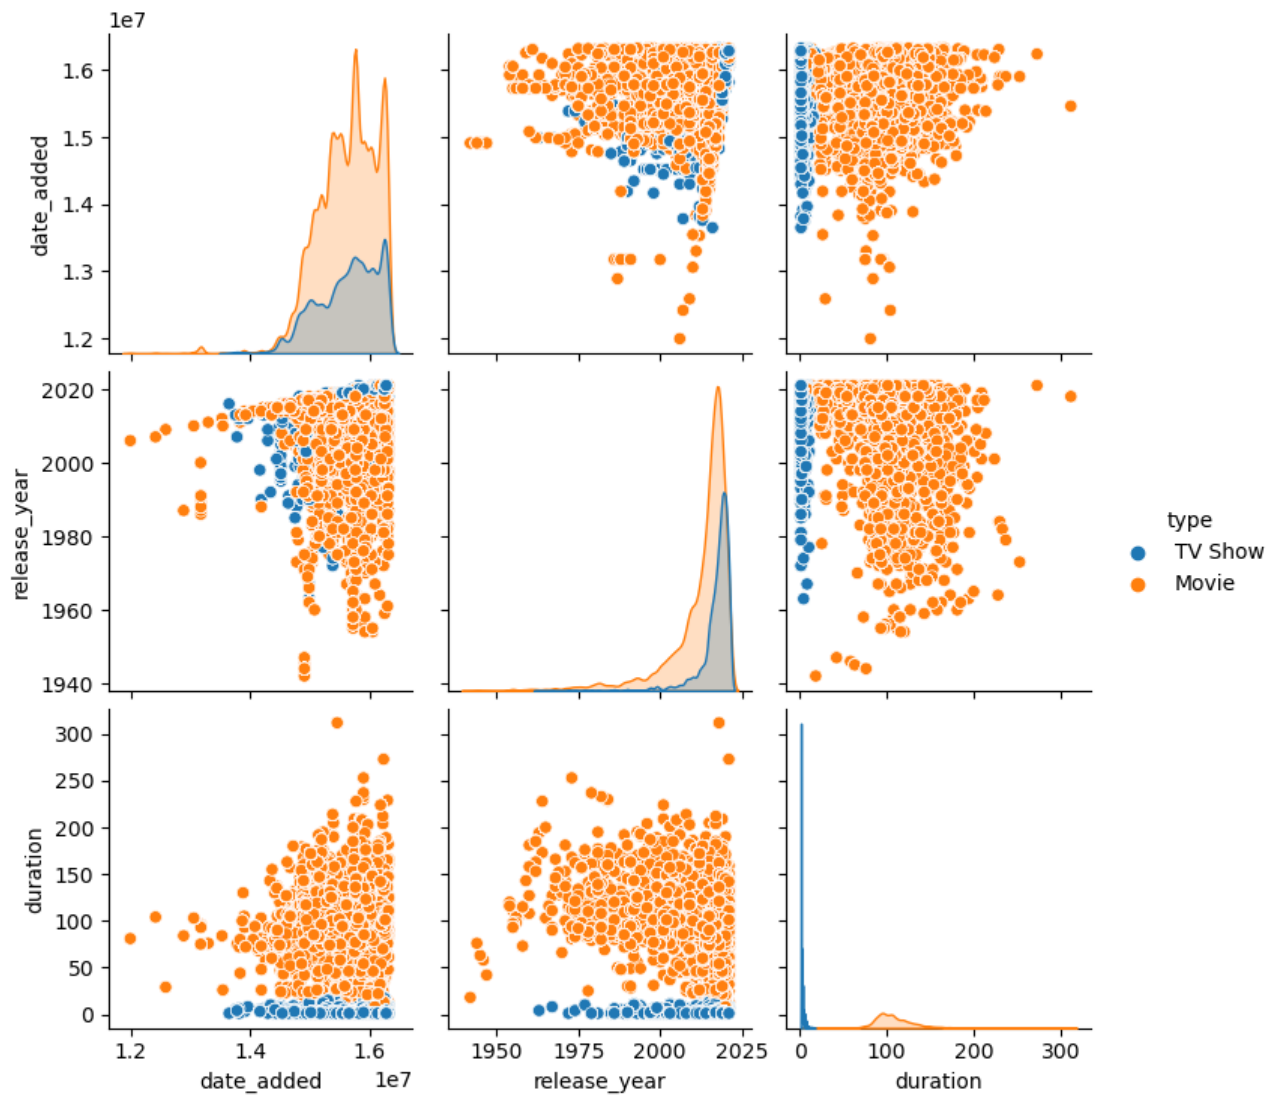 1e7
1.6
1.5
1.4
1.3
1.2
date_added
2020
2000
1980
1960
1940
release_year
type
TV Show
Movie
300
250
200
150
100
50
0
duration
1.2 1.4 1.6
1e7
date_added
1950 1975 2000 2025
release_year
0 100 200 300
duration